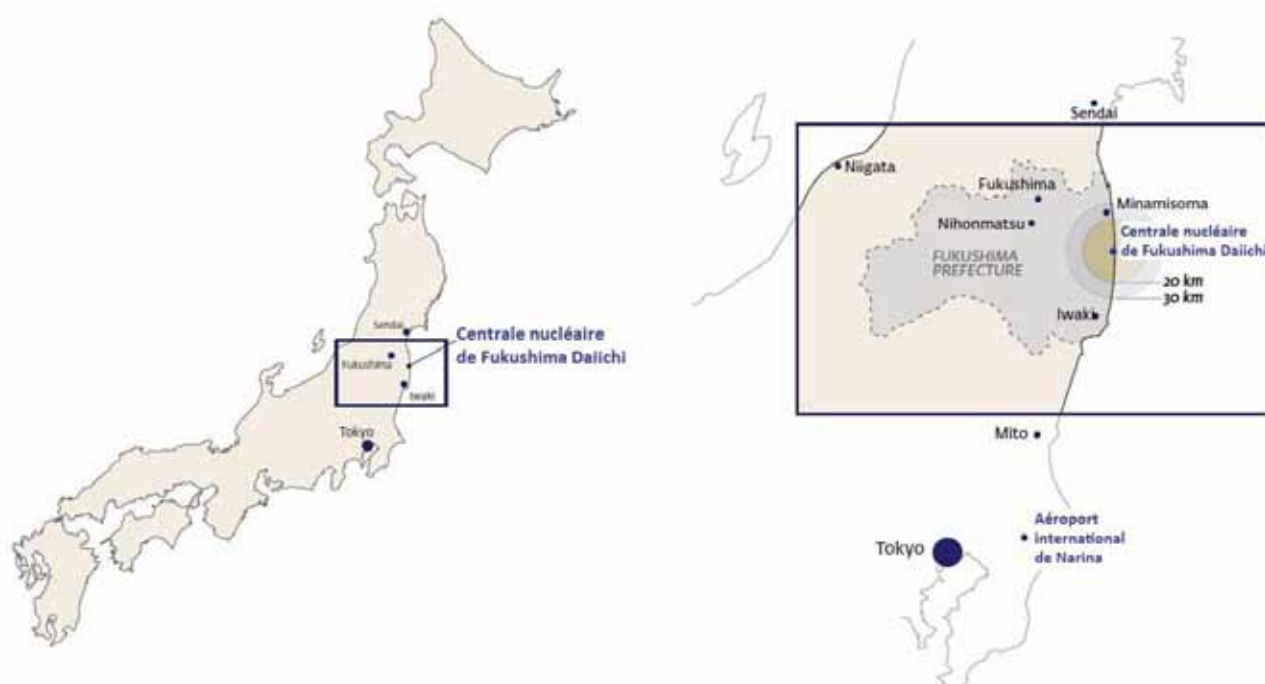 Sendai
Centrale nucléaire
de Fukushima Daiichi
Fukushima
Iwaki
Tokyo
Sendai
Niigata
Fukushima
Minamisoma
Nihonmatsu
Centrale nucléaire
de Fukushima Daiichi
FUKUSHIMA
PREFECTURE
20 km
30 km
Iwaki
Mito
Aéroport
international
de Narina
Tokyo